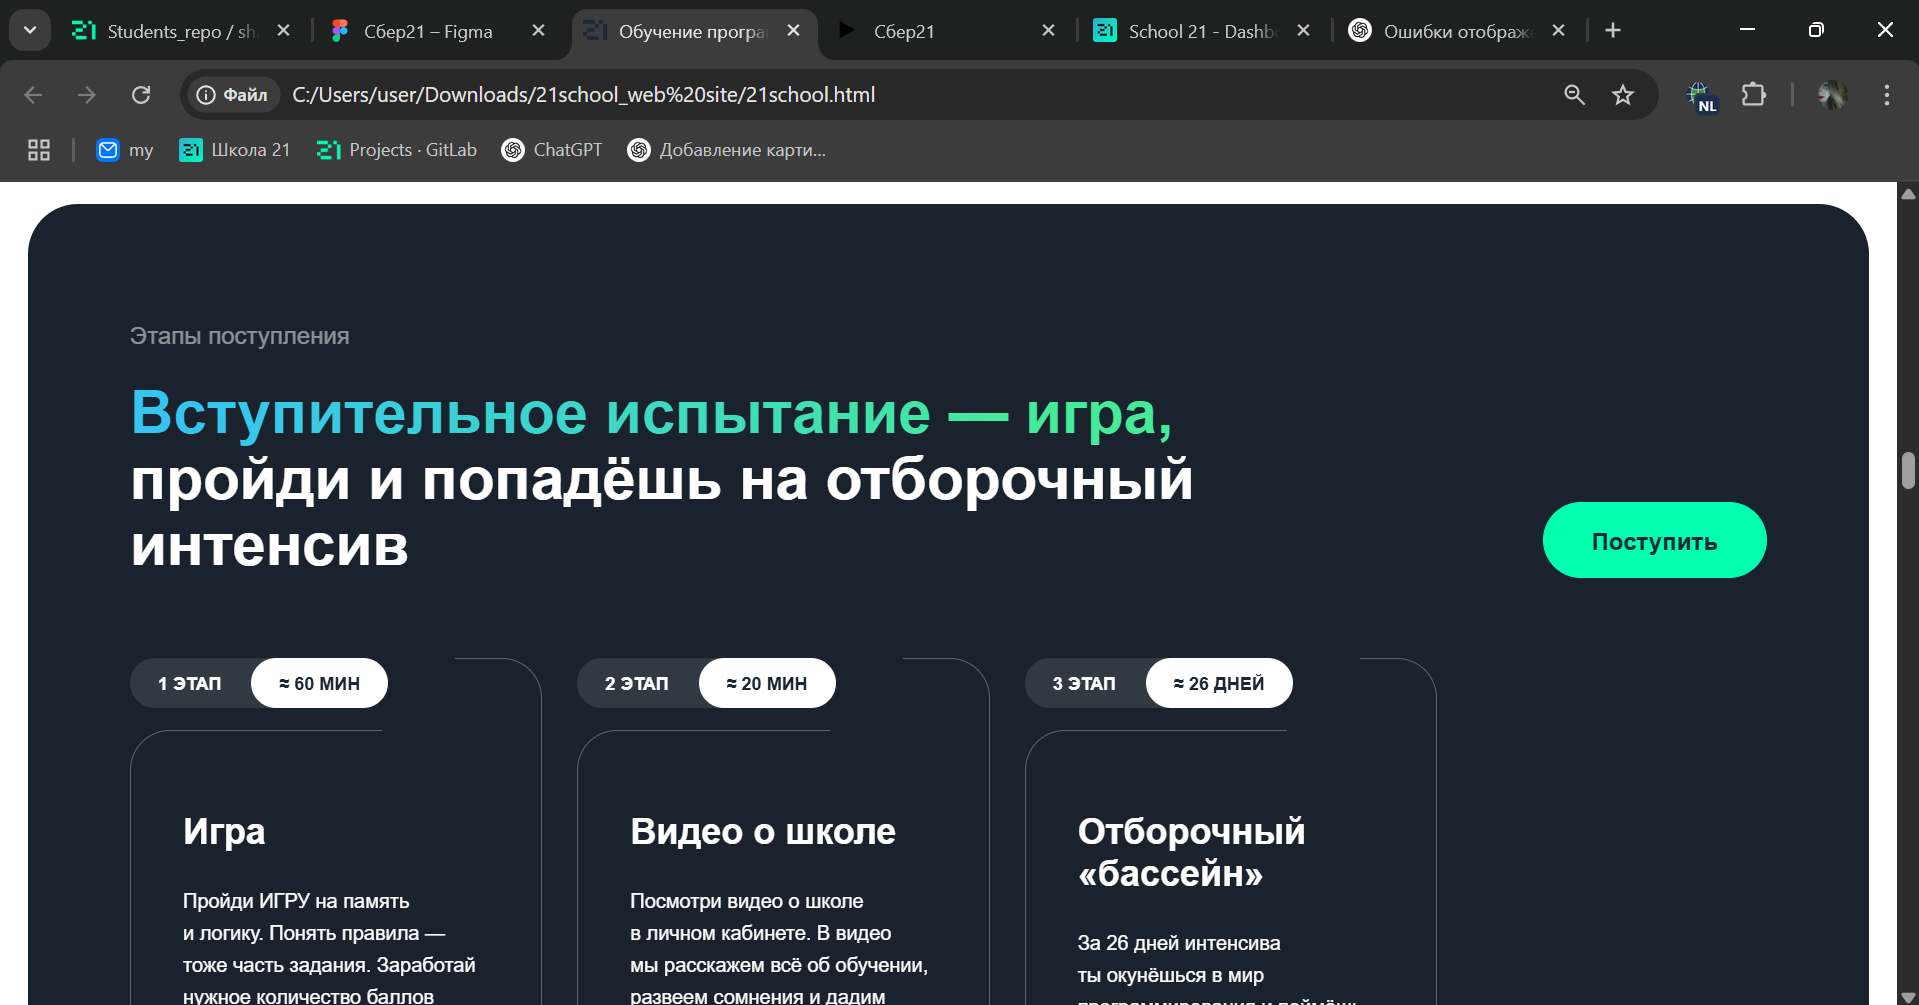 Students_repo / sh
Сбер21 – Figma
Обучение програ
Сбер21
School 21 - Dashb
Ошибки отображ
Файл
C:/Users/user/Downloads/21school_web%20site/21school.html
NL
my
Школа 21
Projects · GitLab
ChatGPT
Добавление карти...
Этапы поступления
Вступительное испытание — игра,
пройди и попадёшь на отборочный
интенсив
Поступить
1 ЭТАП
≈ 60 МИН
2 ЭТАП
≈ 20 МИН
3 ЭТАП
≈ 26 ДНЕЙ
Игра
Пройди ИГРУ на память
и логику. Понять правила —
тоже часть задания. Заработай
нужное количество баллов
Видео о школе
Посмотри видео о школе
в личном кабинете. В видео
мы расскажем всё об обучении,
развеем сомнения и дадим
Отборочный
«бассейн»
За 26 дней интенсива
ты окунёшься в мир
программирования и поймёшь,